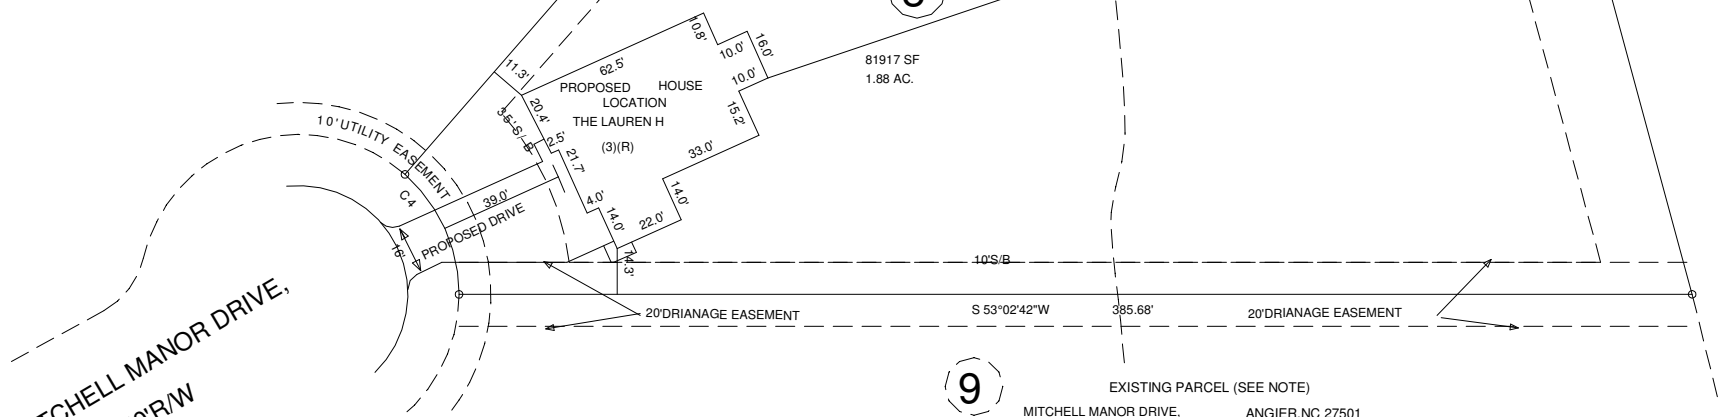 10.8'
16.0'
10.0'
11.3'
62.5'
10.0'
81917 SF
1.88 AC.
PROPOSED HOUSE
LOCATION
THE LAUREN H
(3)(R)
20.4'
35' S/B
2.5'
15.2'
10'UTILITY EASEMENT
21.7'
33.0'
C4
39.0'
4.0'
14.0'
14.0'
22.0'
PROPOSED DRIVE
16'
14.3'
10'S/B
20'DRIANAGE EASEMENT
S 53°02'42"W 385.68'
20'DRIANAGE EASEMENT
TCHELL MANOR DRIVE,
0'R/W
9
EXISTING PARCEL (SEE NOTE)
MITCHELL MANOR DRIVE, ANGIER,NC 27501